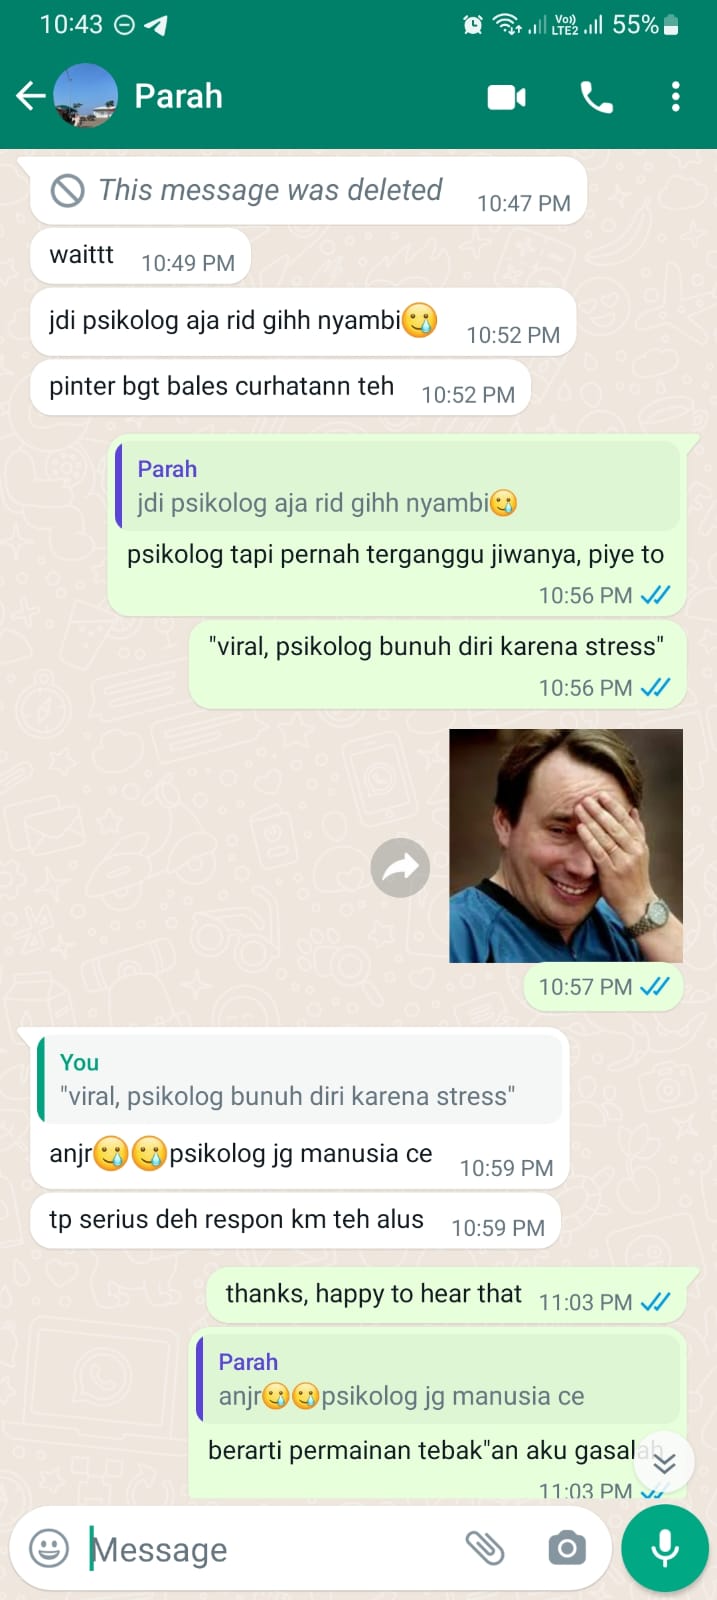 10:43
Vo))
LTE2
55%
Parah
This message was deleted
10:47 PM
waittt
10:49 PM
jdi psikolog aja rid gihh nyambi🥲
10:52 PM
pinter bgt bales curhatann teh
10:52 PM
Parah
jdi psikolog aja rid gihh nyambi🥲
psikolog tapi pernah terganggu jiwanya, piye to
10:56 PM
"viral, psikolog bunuh diri karena stress"
10:56 PM
10:57 PM
You
"viral, psikolog bunuh diri karena stress"
anjr🥲🥲psikolog jg manusia ce
10:59 PM
tp serius deh respon km teh alus
10:59 PM
thanks, happy to hear that
11:03 PM
Parah
anjr🥲🥲psikolog jg manusia ce
berarti permainan tebak"an aku gasalah
11:03 PM
Message